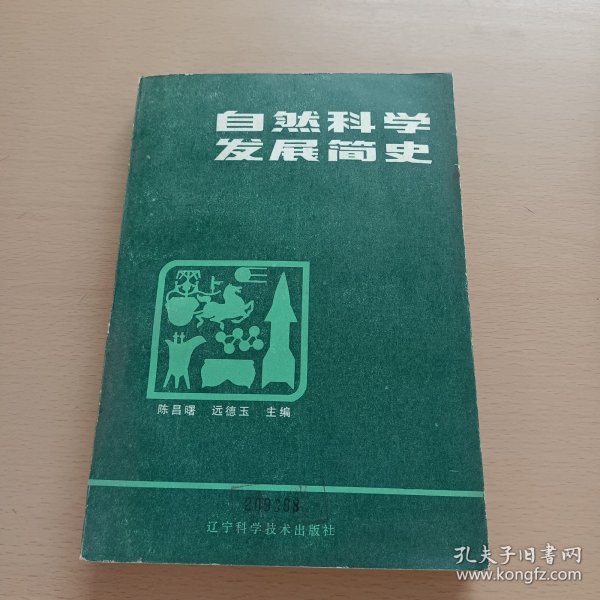 自然科学
发展简史
陈昌曙 远德玉 主编
辽宁科学技术出版社
孔夫子旧书网
www.kongfz.com